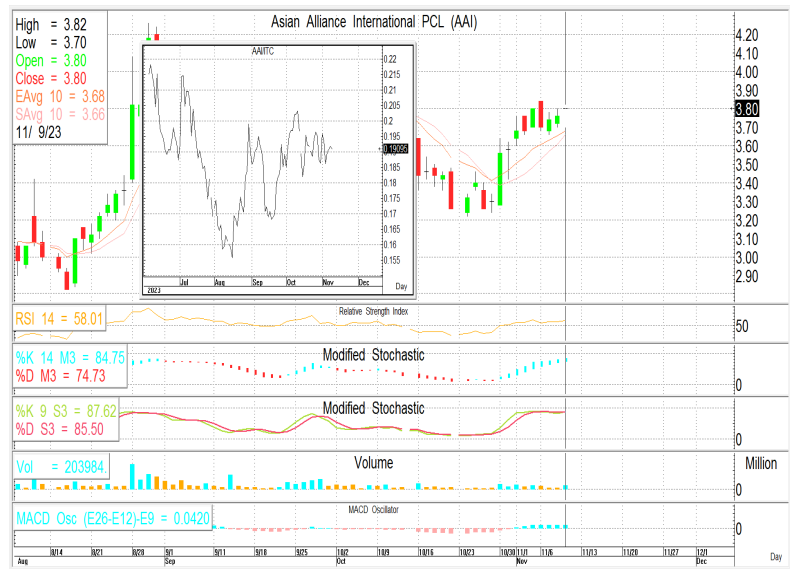 Asian Alliance International PCL (AAI)
High = 3.82
Low = 3.70
Open = 3.80
Close = 3.80
EAvg 10 = 3.68
SAvg 10 = 3.66
11/ 9/23
4.20
4.10
4.00
3.90
3.80
3.70
3.60
3.50
3.40
3.30
3.20
3.10
3.00
2.90
AAI/ITC
0.22
0.215
0.21
0.205
0.2
0.195
0.19095
0.185
0.18
0.175
0.17
0.165
0.16
0.155
Jul Aug Sep Oct Nov Dec
2023
Day
RSI 14 = 58.01
Relative Strength Index
50
%K 14 M3 = 84.75
%D M3 = 74.73
Modified Stochastic
0
%K 9 S3 = 87.62
%D S3 = 85.50
Modified Stochastic
0
Vol = 203984.
Volume
Million
0
MACD Osc (E26-E12)-E9 = 0.0420
MACD Oscillator
0
8/14 8/21 8/28 9/1 9/11 9/18 9/25 10/2 10/9 10/16 10/23 10/30 11/1 11/6 11/13 11/20 11/27 12/1
Aug Sep Oct Nov Dec
Day